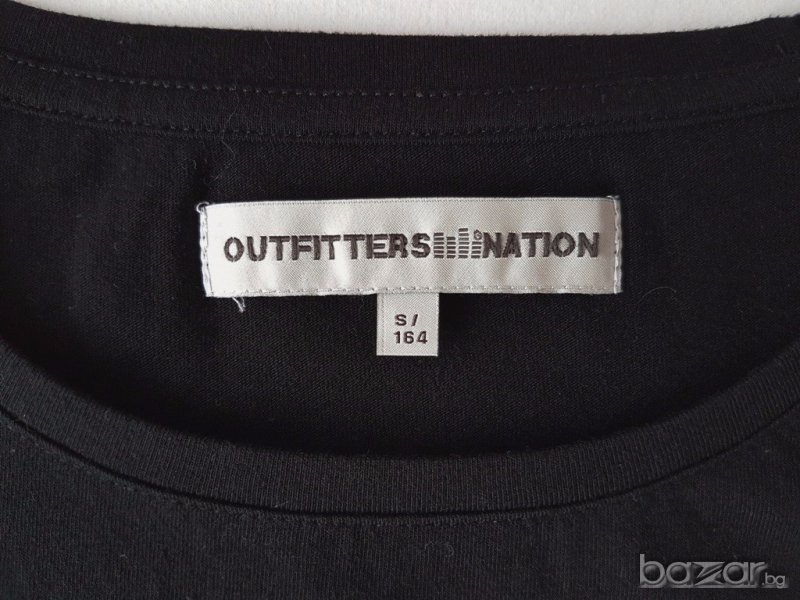 OUTFITTERS NATION
S/
164
bazar.bg